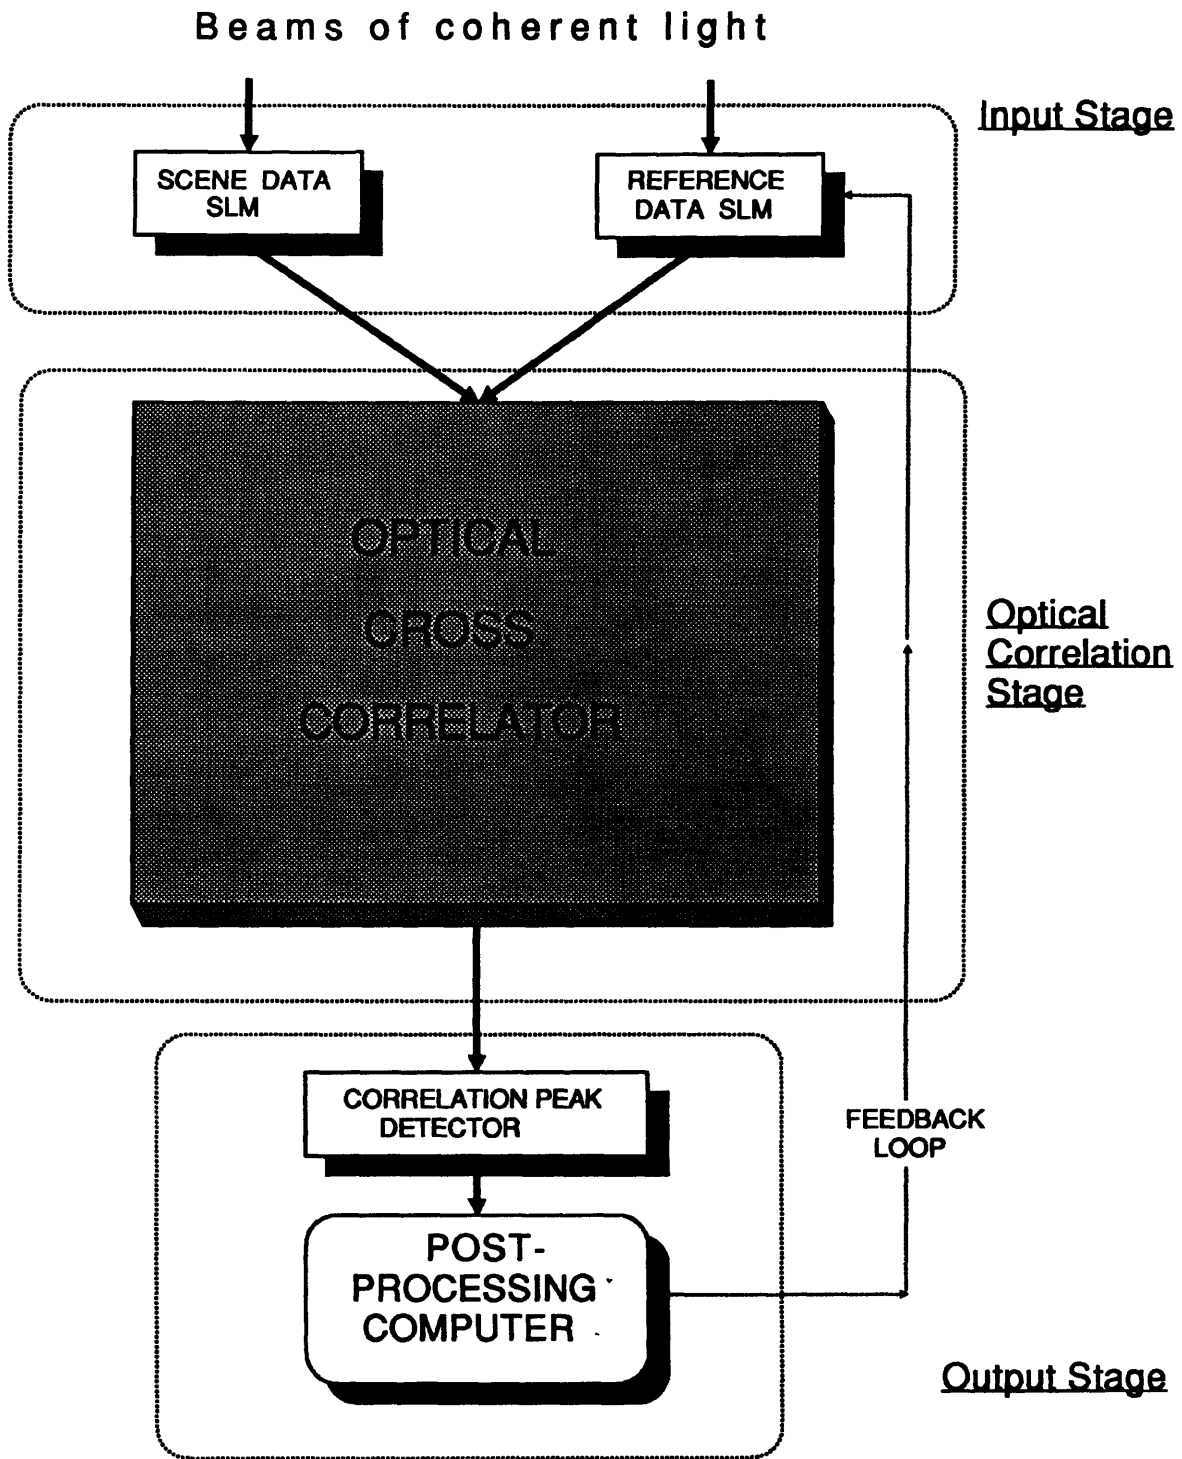 Beams of coherent light
Input Stage
SCENE DATA
SLM
REFERENCE
DATA SLM
OPTICAL
CROSS
CORRELATOR
Optical
Correlation
Stage
CORRELATION PEAK
DETECTOR
FEEDBACK
LOOP
POST-
PROCESSING
COMPUTER
Output Stage